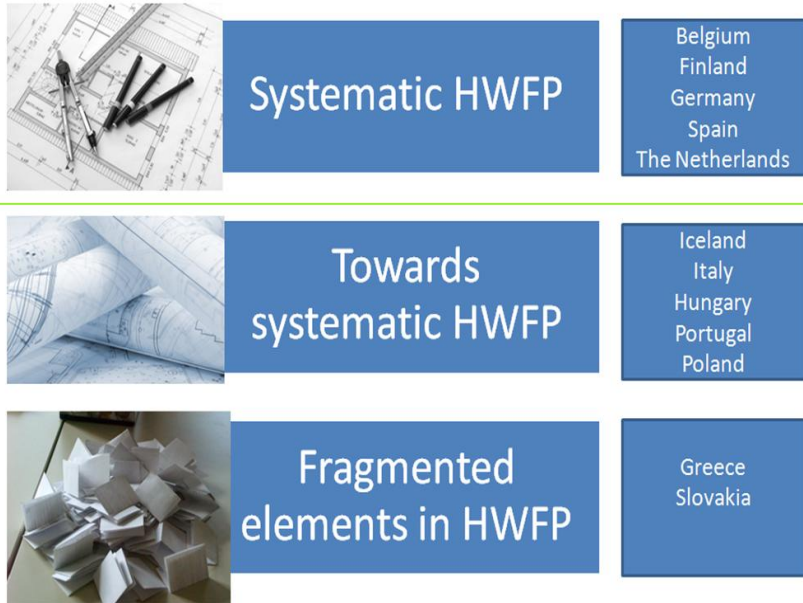 Systematic HWFP
Belgium
Finland
Germany
Spain
The Netherlands
Towards
systematic HWFP
Iceland
Italy
Hungary
Portugal
Poland
Fragmented
elements in HWFP
Greece
Slovakia